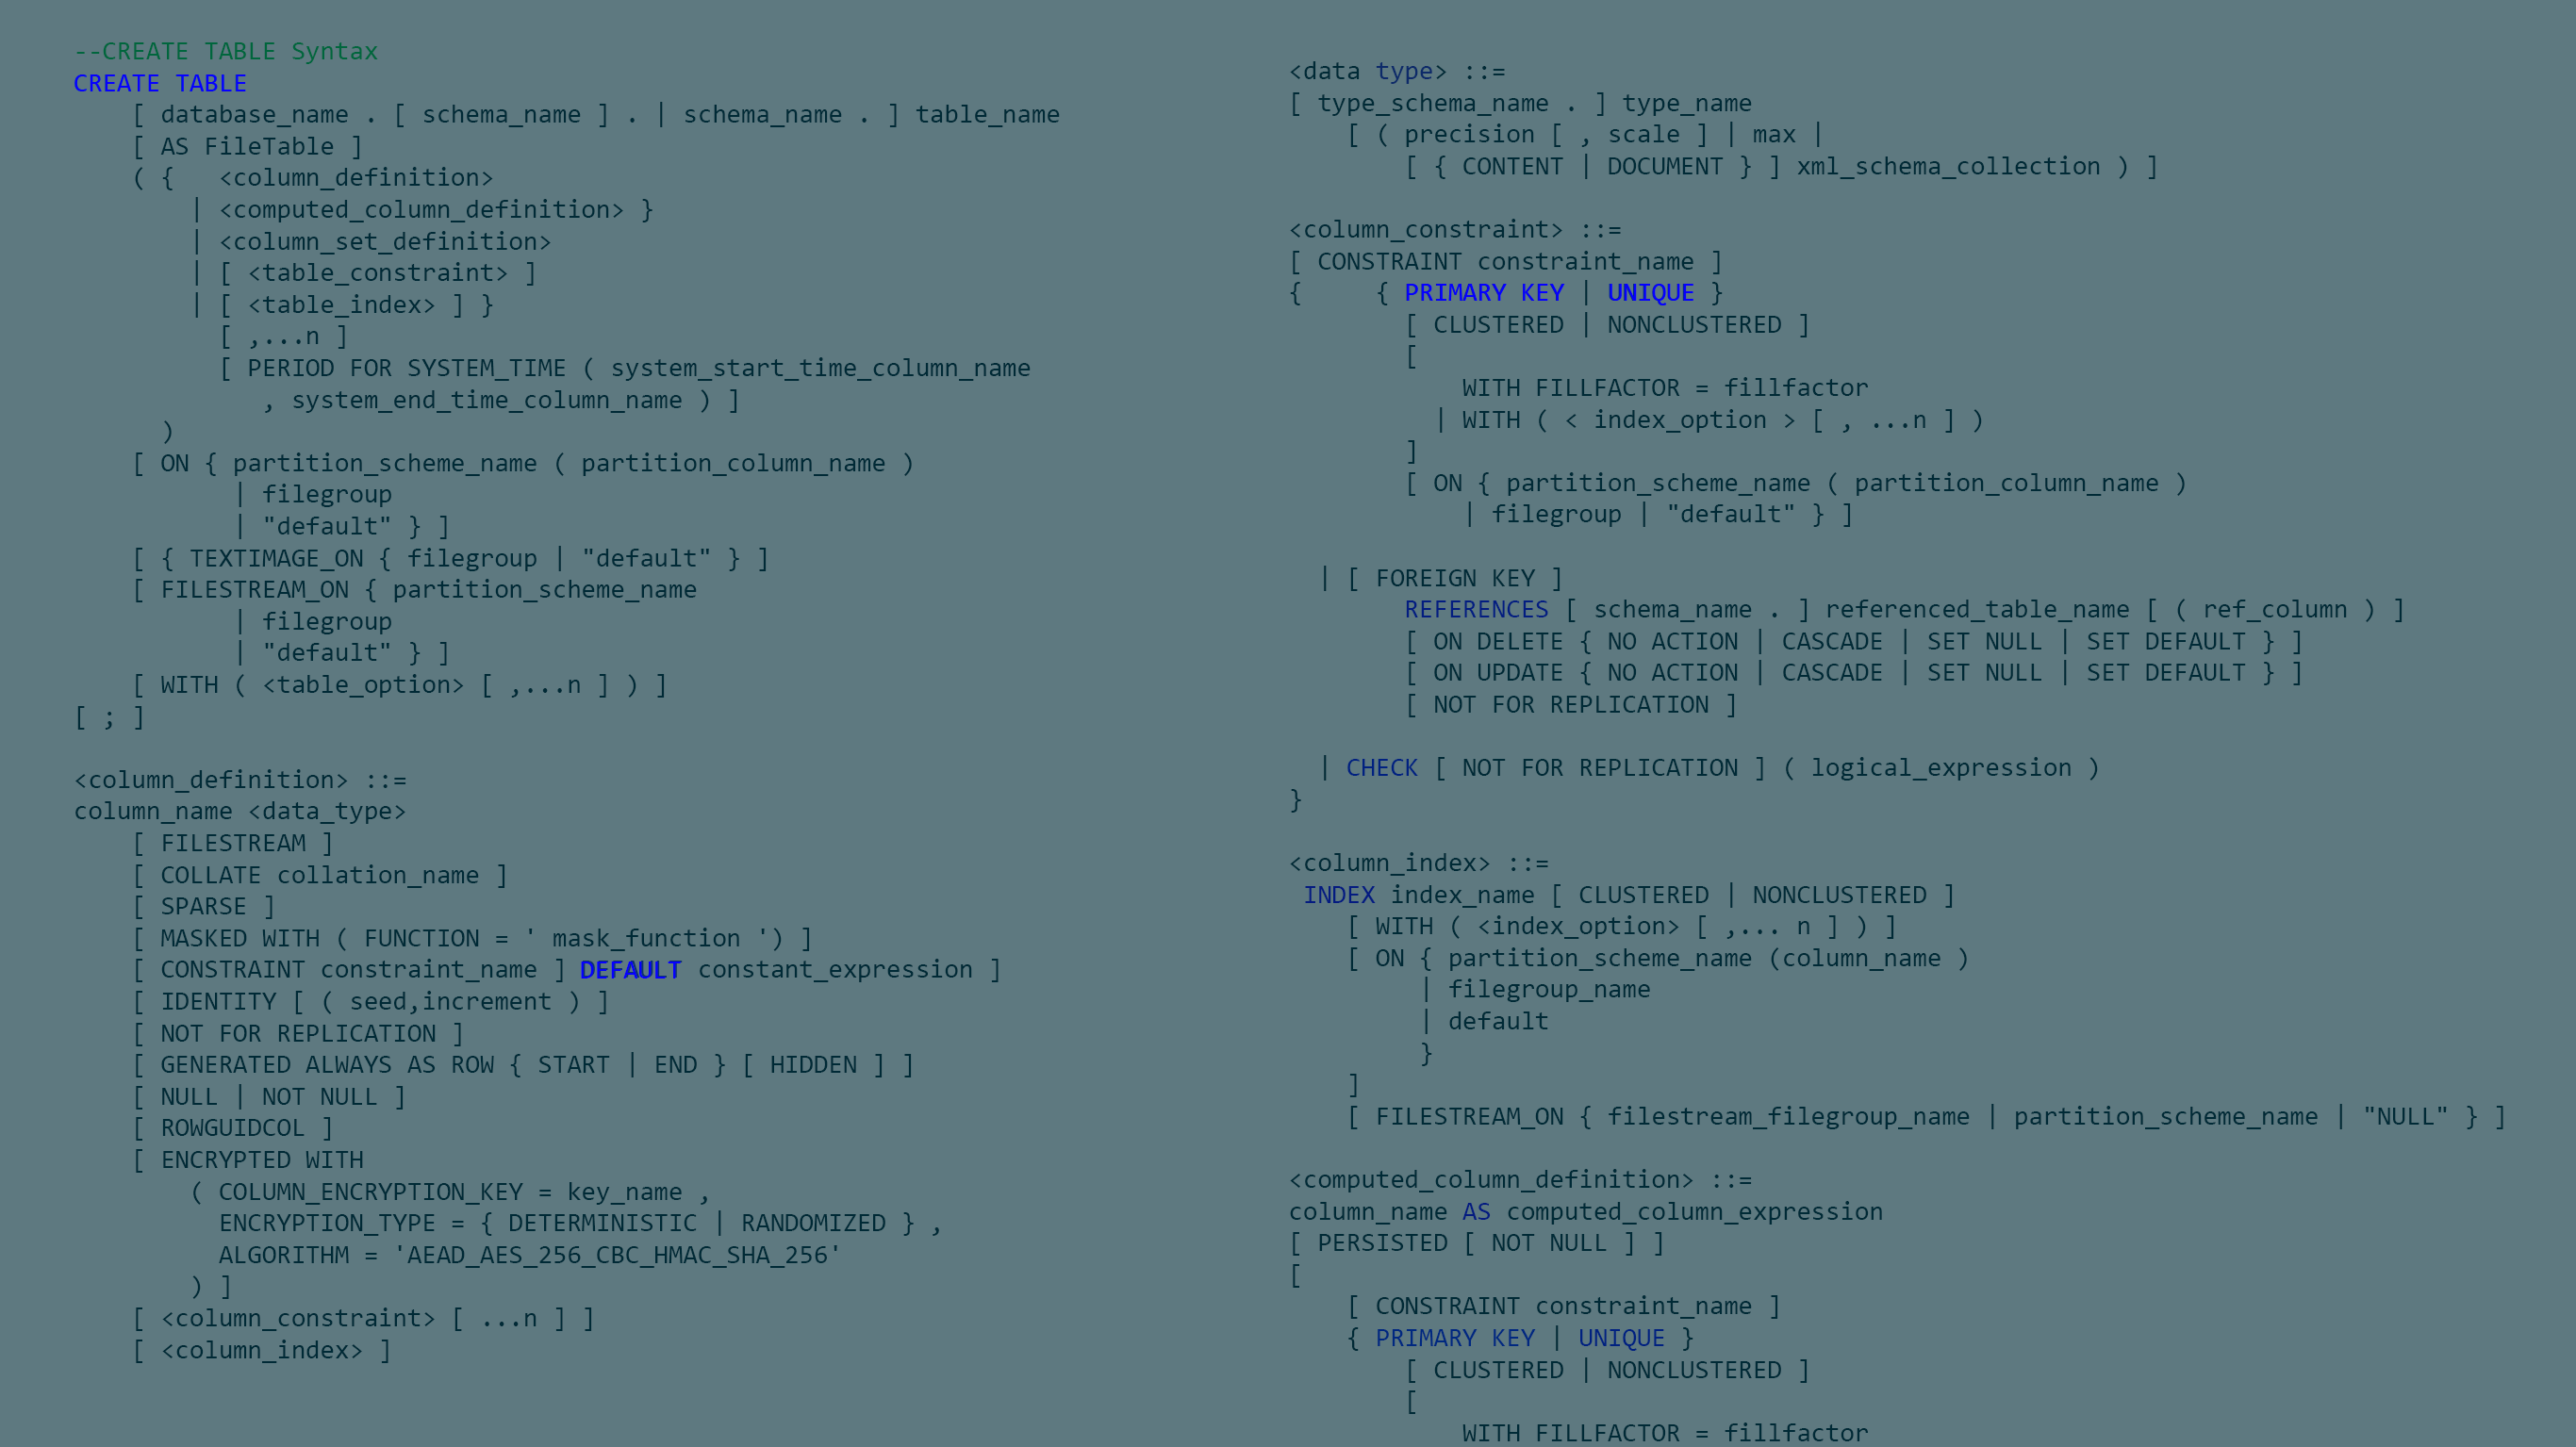 --CREATE TABLE Syntax
CREATE TABLE
    [ database_name . [ schema_name ] . | schema_name . ] table_name
    [ AS FileTable ]
    ( {   <column_definition>
        | <computed_column_definition> }
        | <column_set_definition>
        | [ <table_constraint> ]
        | [ <table_index> ] }
          [ ,...n ]
          [ PERIOD FOR SYSTEM_TIME ( system_start_time_column_name
             , system_end_time_column_name ) ]
      )
    [ ON { partition_scheme_name ( partition_column_name )
           | filegroup
           | "default" } ]
    [ { TEXTIMAGE_ON { filegroup | "default" } ]
    [ FILESTREAM_ON { partition_scheme_name
           | filegroup
           | "default" } ]
    [ WITH ( <table_option> [ ,...n ] ) ]
[ ; ]

<column_definition> ::=
column_name <data_type>
    [ FILESTREAM ]
    [ COLLATE collation_name ]
    [ SPARSE ]
    [ MASKED WITH ( FUNCTION = ' mask_function ') ]
    [ CONSTRAINT constraint_name ] DEFAULT constant_expression ]
    [ IDENTITY [ ( seed,increment ) ]
    [ NOT FOR REPLICATION ]
    [ GENERATED ALWAYS AS ROW { START | END } [ HIDDEN ] ]
    [ NULL | NOT NULL ]
    [ ROWGUIDCOL ]
    [ ENCRYPTED WITH
        ( COLUMN_ENCRYPTION_KEY = key_name ,
          ENCRYPTION_TYPE = { DETERMINISTIC | RANDOMIZED } ,
          ALGORITHM = 'AEAD_AES_256_CBC_HMAC_SHA_256'
        ) ]
    [ <column_constraint> [ ...n ] ]
    [ <column_index> ]

<data type> ::=
[ type_schema_name . ] type_name
    [ ( precision [ , scale ] | max |
        [ { CONTENT | DOCUMENT } ] xml_schema_collection ) ]

<column_constraint> ::=
[ CONSTRAINT constraint_name ]
{     { PRIMARY KEY | UNIQUE }
        [ CLUSTERED | NONCLUSTERED ]
        [
            WITH FILLFACTOR = fillfactor
          | WITH ( < index_option > [ , ...n ] )
        ]
        [ ON { partition_scheme_name ( partition_column_name )
            | filegroup | "default" } ]

  | [ FOREIGN KEY ]
        REFERENCES [ schema_name . ] referenced_table_name [ ( ref_column ) ]
        [ ON DELETE { NO ACTION | CASCADE | SET NULL | SET DEFAULT } ]
        [ ON UPDATE { NO ACTION | CASCADE | SET NULL | SET DEFAULT } ]
        [ NOT FOR REPLICATION ]

  | CHECK [ NOT FOR REPLICATION ] ( logical_expression )
}

<column_index> ::=
 INDEX index_name [ CLUSTERED | NONCLUSTERED ]
    [ WITH ( <index_option> [ ,... n ] ) ]
    [ ON { partition_scheme_name (column_name )
         | filegroup_name
         | default
         }
    ]
    [ FILESTREAM_ON { filestream_filegroup_name | partition_scheme_name | "NULL" } ]

<computed_column_definition> ::=
column_name AS computed_column_expression
[ PERSISTED [ NOT NULL ] ]
[
    [ CONSTRAINT constraint_name ]
    { PRIMARY KEY | UNIQUE }
        [ CLUSTERED | NONCLUSTERED ]
        [
            WITH FILLFACTOR = fillfactor